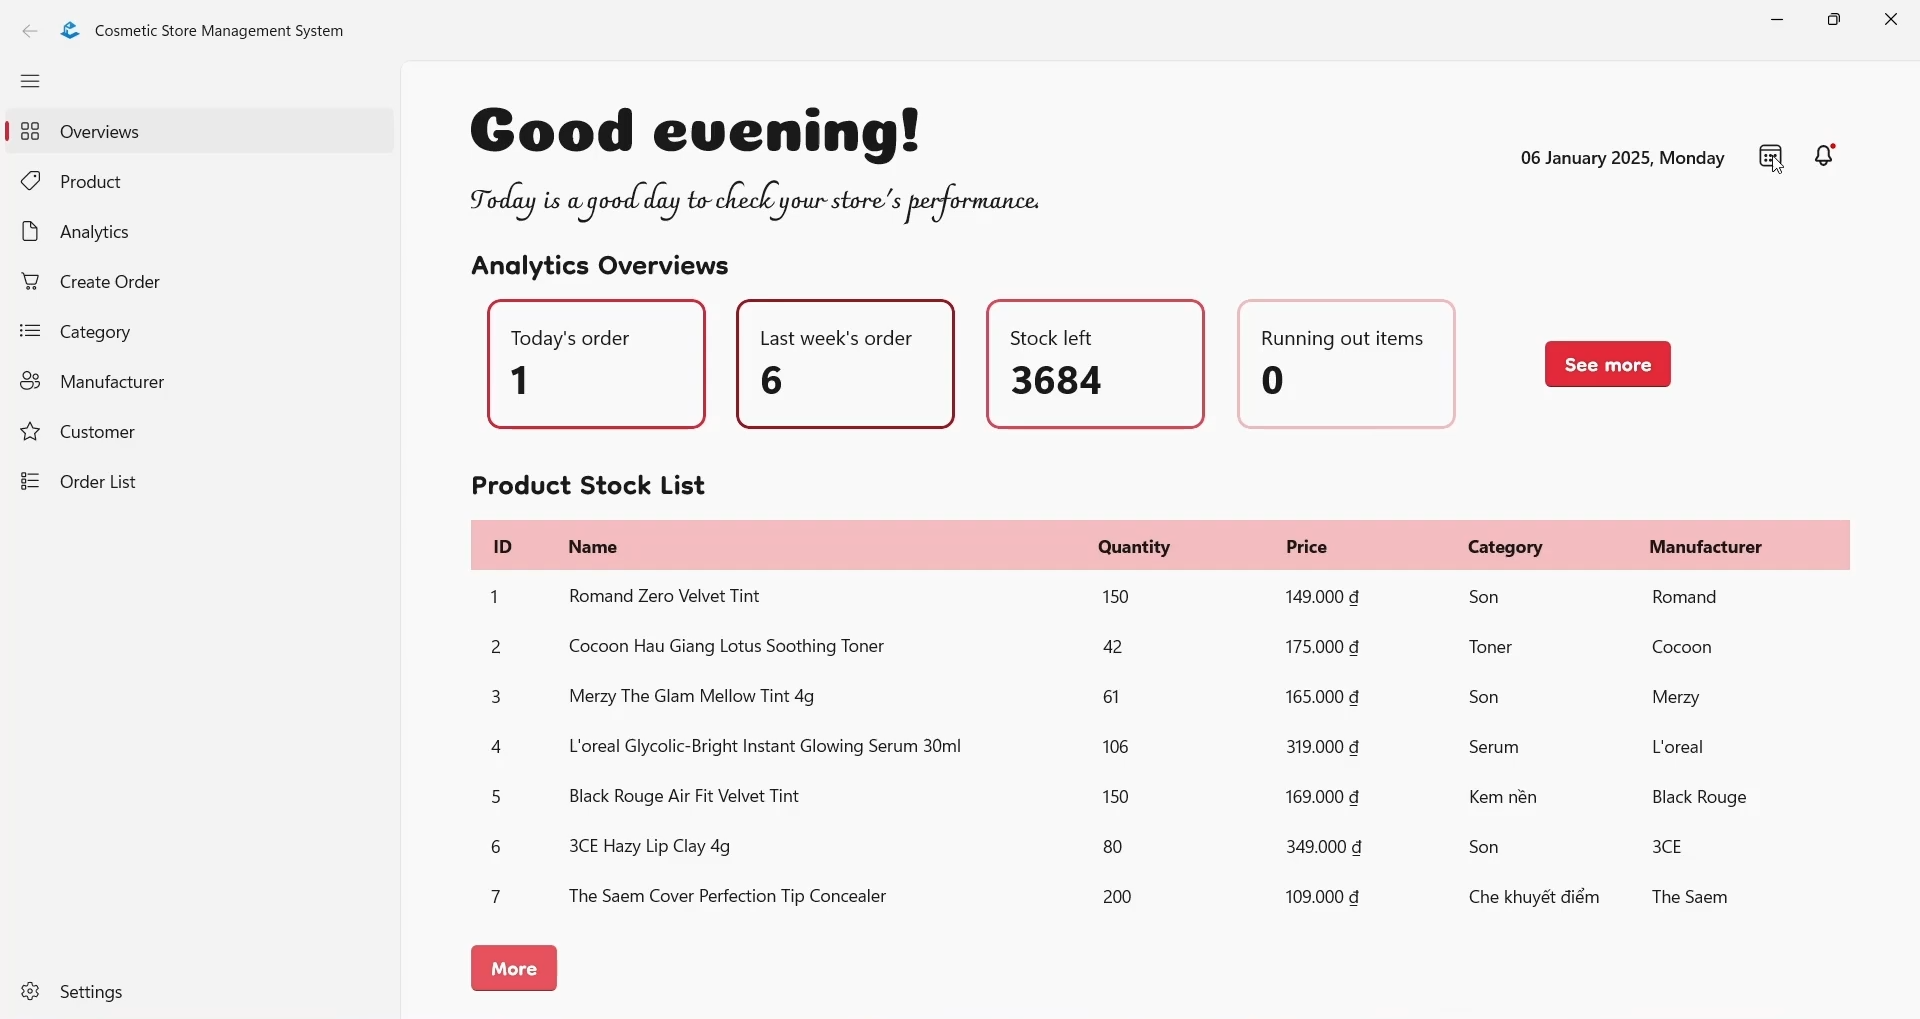 Cosmetic Store Management System
Overviews
Product
Analytics
Create Order
Category
Manufacturer
Customer
Order List
Settings
Good evening!
Today is a good day to check your store's performance.
06 January 2025, Monday
Analytics Overviews
Today's order
1
Last week's order
6
Stock left
3684
Running out items
0
See more
Product Stock List
ID Name Quantity Price Category Manufacturer
1 Romand Zero Velvet Tint 150 149.000 ₫ Son Romand
2 Cocoon Hau Giang Lotus Soothing Toner 42 175.000 ₫ Toner Cocoon
3 Merzy The Glam Mellow Tint 4g 61 165.000 ₫ Son Merzy
4 L'oreal Glycolic-Bright Instant Glowing Serum 30ml 106 319.000 ₫ Serum L'oreal
5 Black Rouge Air Fit Velvet Tint 150 169.000 ₫ Kem nền Black Rouge
6 3CE Hazy Lip Clay 4g 80 349.000 ₫ Son 3CE
7 The Saem Cover Perfection Tip Concealer 200 109.000 ₫ Che khuyết điểm The Saem
More